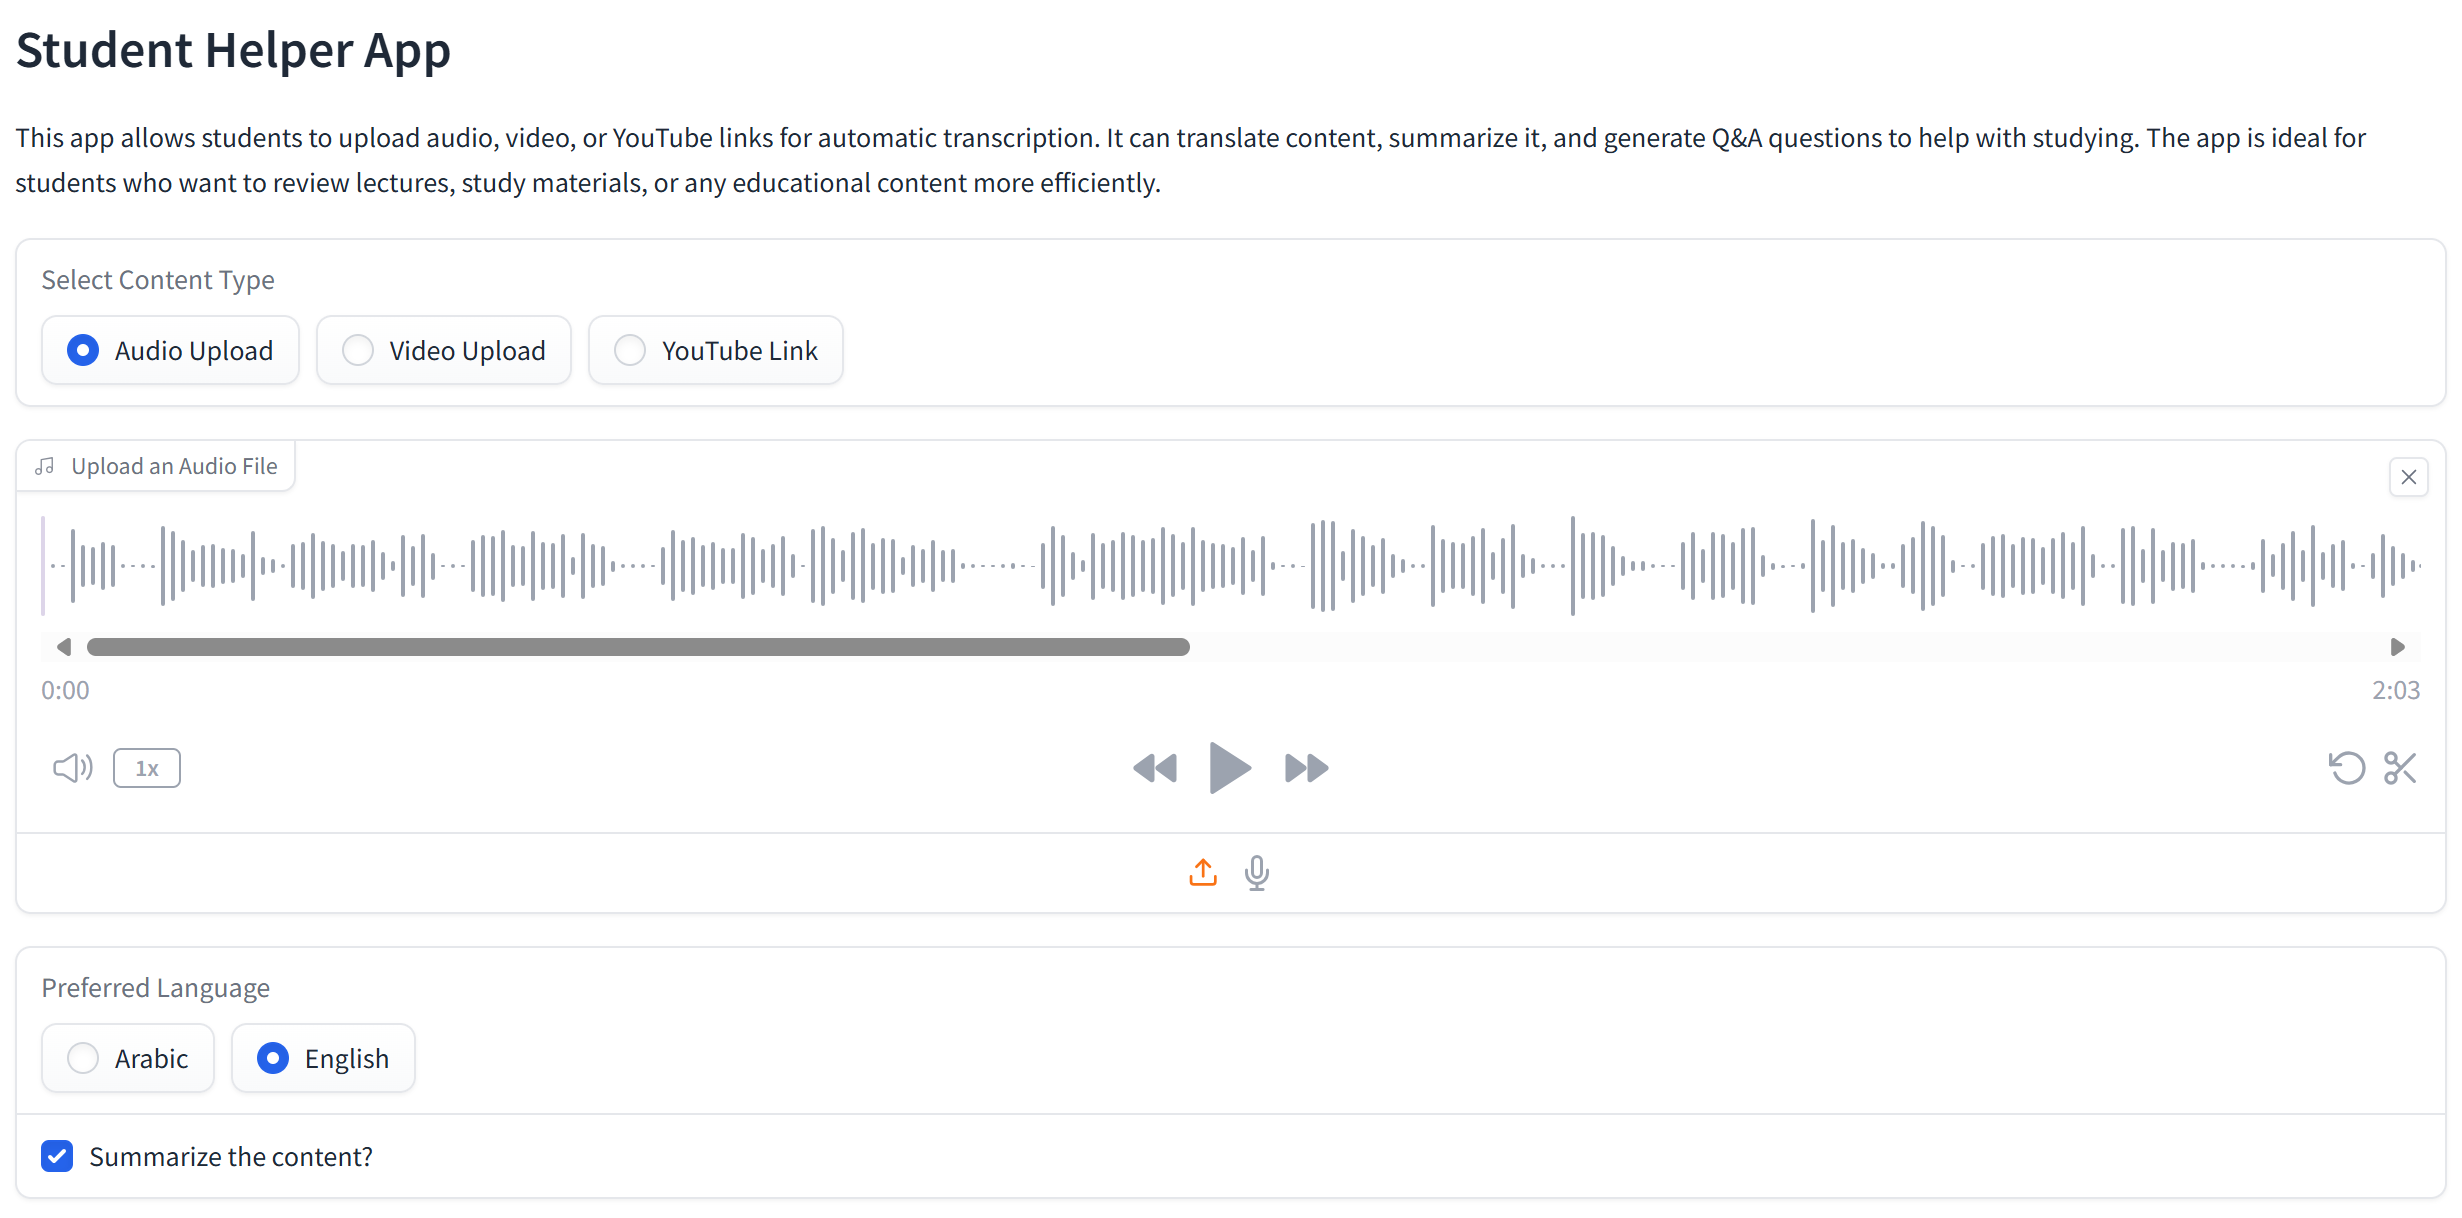 Student Helper App
This app allows students to upload audio, video, or YouTube links for automatic transcription. It can translate content, summarize it, and generate Q&A questions to help with studying. The app is ideal for
students who want to review lectures, study materials, or any educational content more efficiently.
Select Content Type
Audio Upload
Video Upload
YouTube Link
Upload an Audio File
0:00
2:03
1x
Preferred Language
Arabic
English
Summarize the content?